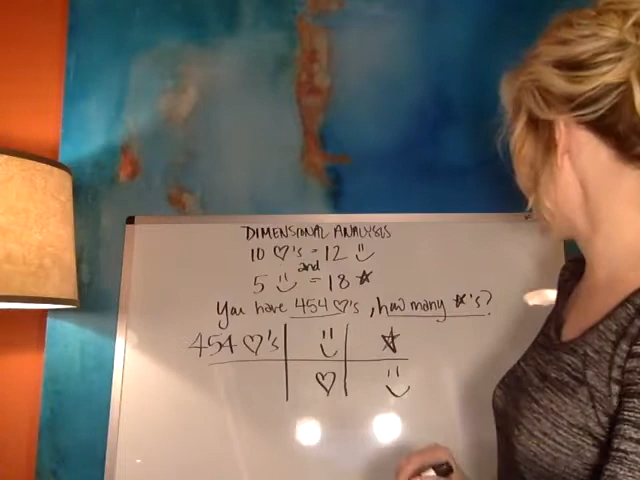 DIMENSIONAL ANALYSIS
10 ♡'s = 12 ☺
and
5 ☺ = 18 ☆
You have 454 ♡'s, how many ☆'s?
454 ♡'s | ☺ | ☆
♡ | ☺